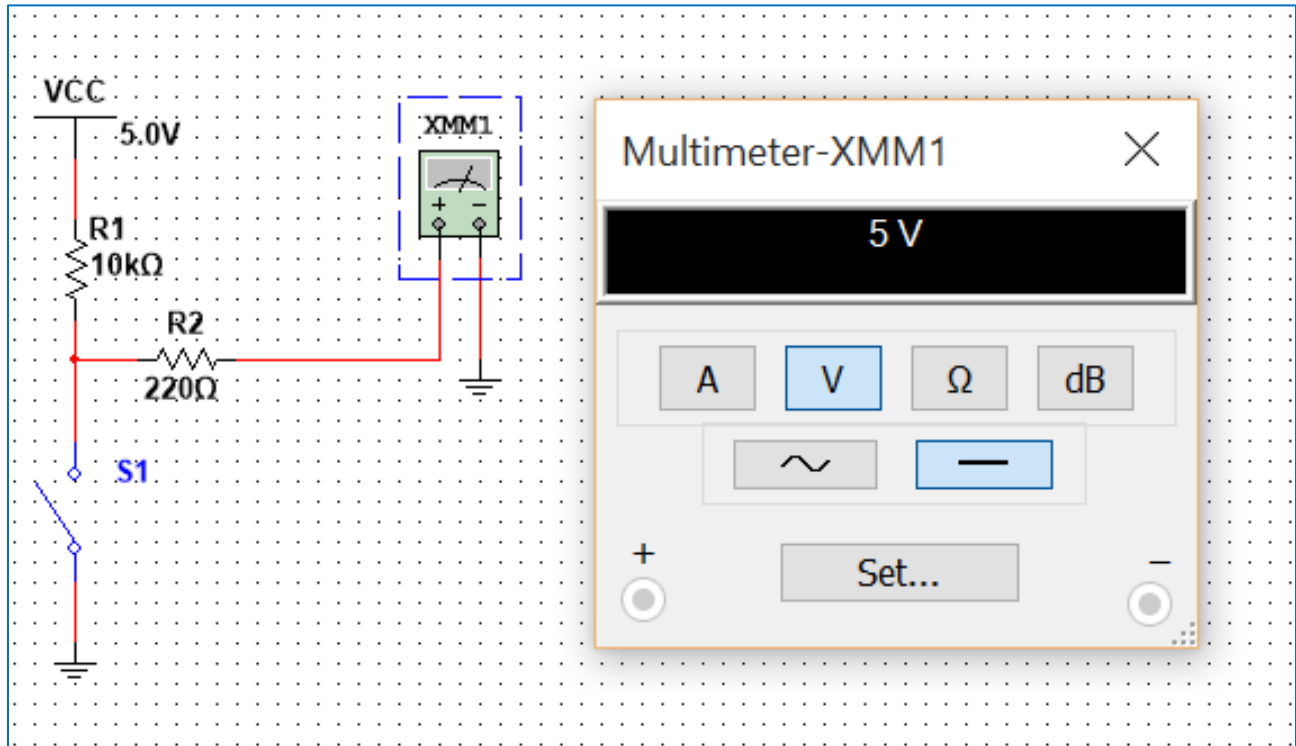 VCC
5.0V
R1
10kΩ
R2
220Ω
S1
XMM1
+ −
Multimeter-XMM1
5 V
A V Ω dB
+ −
Set...